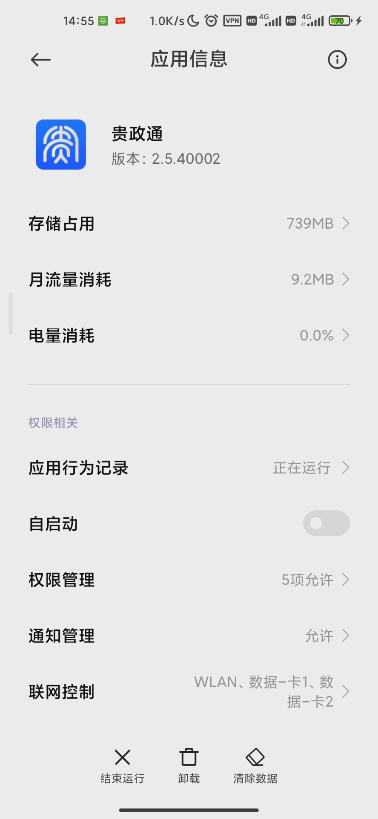 14:55 1.0K/s VPN HD 4G HD 4G 70
应用信息
贵政通
版本：2.5.40002
存储占用 739MB
月流量消耗 9.2MB
电量消耗 0.0%
权限相关
应用行为记录 正在运行
自启动
权限管理 5项允许
通知管理 允许
联网控制 WLAN、数据-卡1、数
据-卡2
结束运行 卸载 清除数据